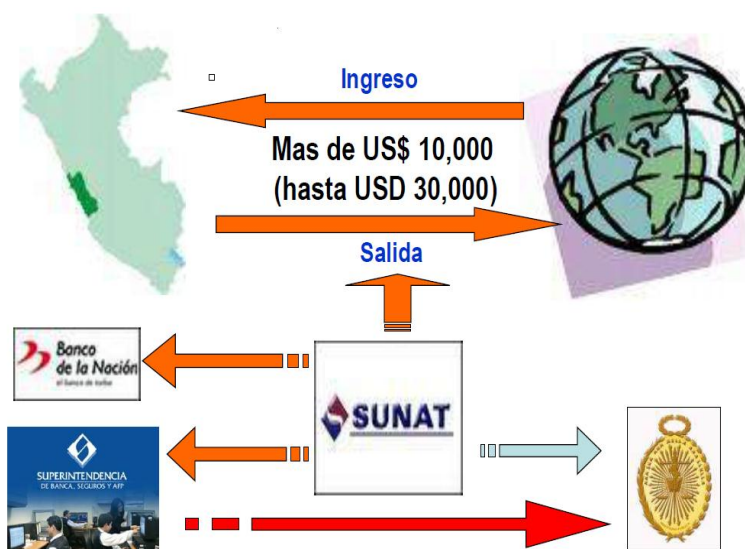 Ingreso
Mas de US$ 10,000
(hasta USD 30,000)
Salida
Banco
de la Nación
el banco de todos
SUNAT
SUPERINTENDENCIA
DE BANCA, SEGUROS Y AFP